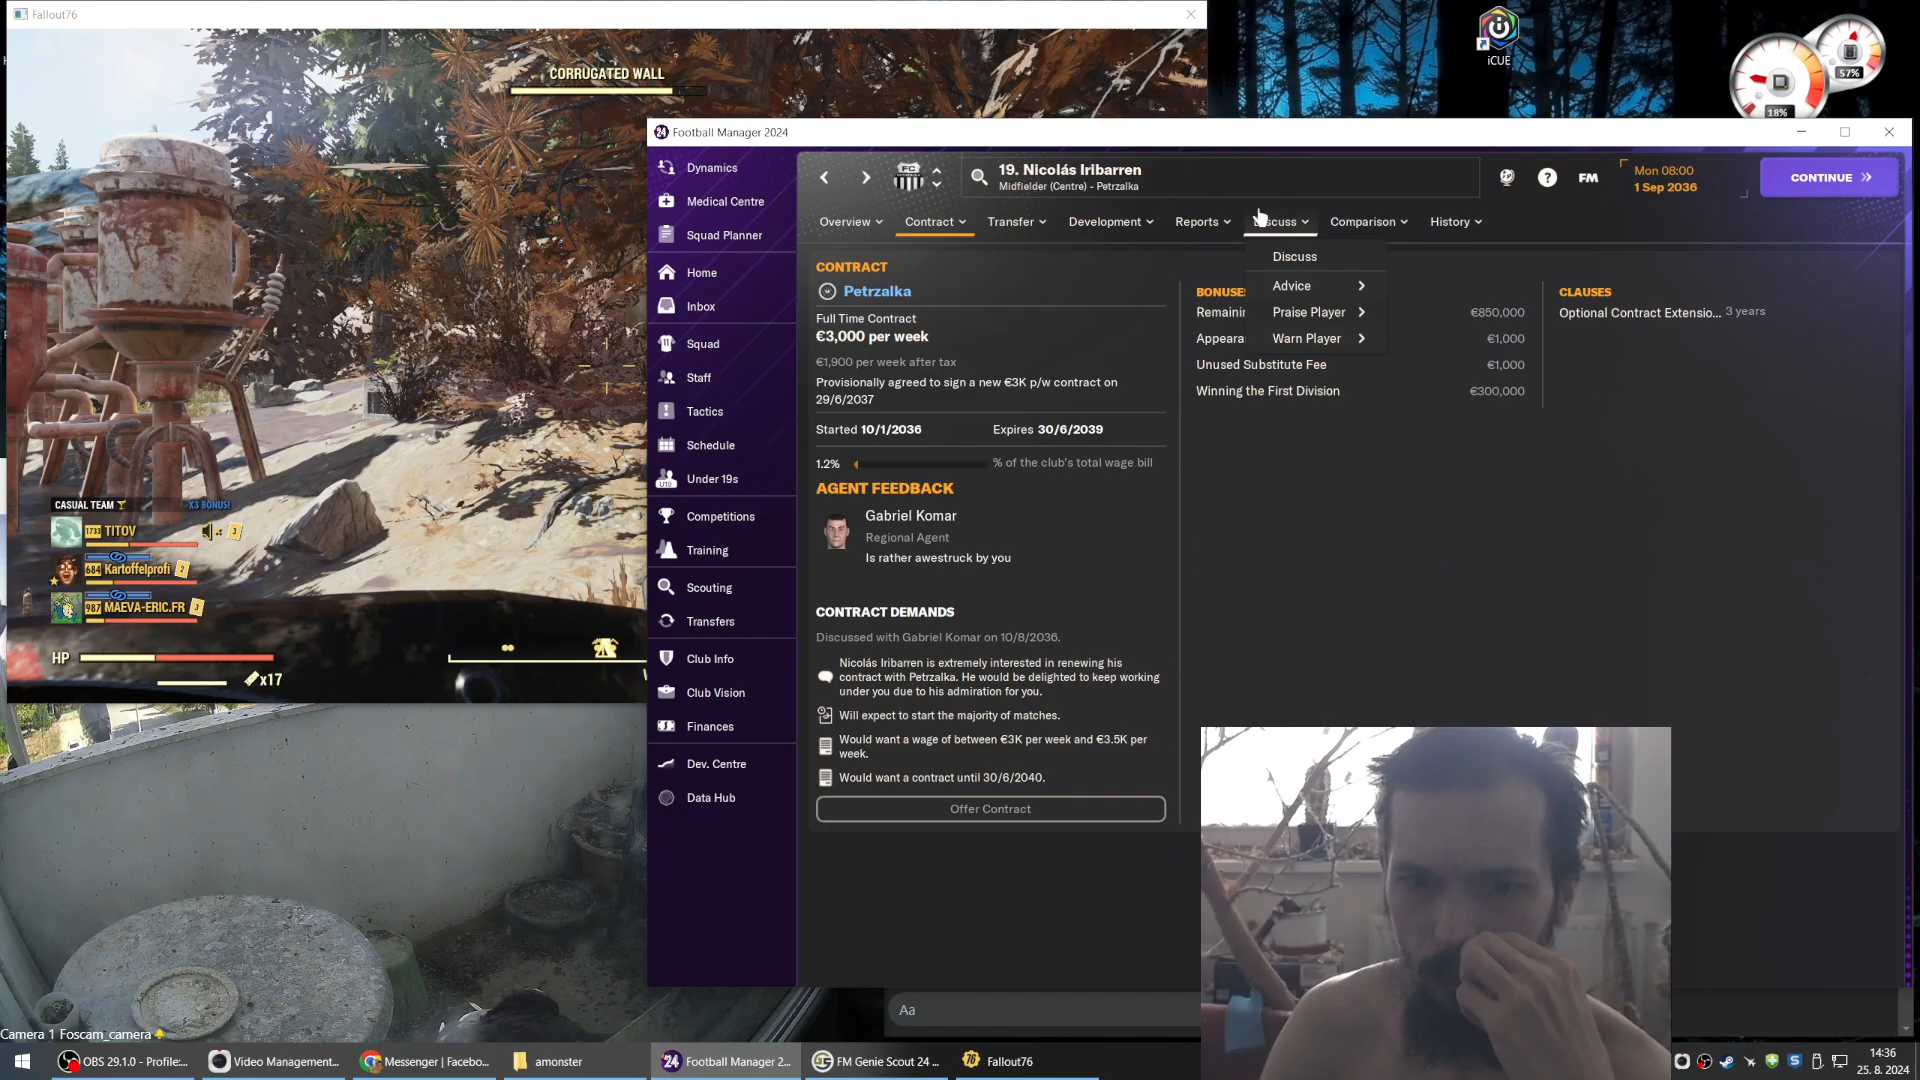 Fallout76
CORRUGATED WALL
iCUE
57%
18%
Football Manager 2024
Dynamics
Medical Centre
Squad Planner
Home
Inbox
Squad
Staff
Tactics
Schedule
Under 19s
Competitions
Training
Scouting
Transfers
Club Info
Club Vision
Finances
Dev. Centre
Data Hub
19. Nicolás Iribarren
Midfielder (Centre) - Petrzalka
FM
Mon 08:00
1 Sep 2036
CONTINUE
Overview
Contract
Transfer
Development
Reports
Discuss
Comparison
History
Discuss
Advice
Praise Player
Warn Player
CONTRACT
Petrzalka
Full Time Contract
€3,000 per week
€1,900 per week after tax
Provisionally agreed to sign a new €3K p/w contract on
29/6/2037
Started 10/1/2036
Expires 30/6/2039
1.2%
% of the club's total wage bill
AGENT FEEDBACK
Gabriel Komar
Regional Agent
Is rather awestruck by you
CONTRACT DEMANDS
Discussed with Gabriel Komar on 10/8/2036.
Nicolás Iribarren is extremely interested in renewing his
contract with Petrzalka. He would be delighted to keep working
under you due to his admiration for you.
Will expect to start the majority of matches.
Would want a wage of between €3K per week and €3.5K per
week.
Would want a contract until 30/6/2040.
Offer Contract
BONUSES
Remainin
€850,000
Appeara
€1,000
Unused Substitute Fee
€1,000
Winning the First Division
€300,000
CLAUSES
Optional Contract Extensio... 3 years
CASUAL TEAM
X3 BONUS!
1733 TITOV
3
684 Kartoffelprofi
2
987 MAEVA-ERIC.FR
HP
x17
Aa
Camera 1 Foscam_camera
OBS 29.1.0 - Profile:...
Video Management...
Messenger | Facebo...
amonster
Football Manager 2...
FM Genie Scout 24 ...
Fallout76
14:36
25. 8. 2024